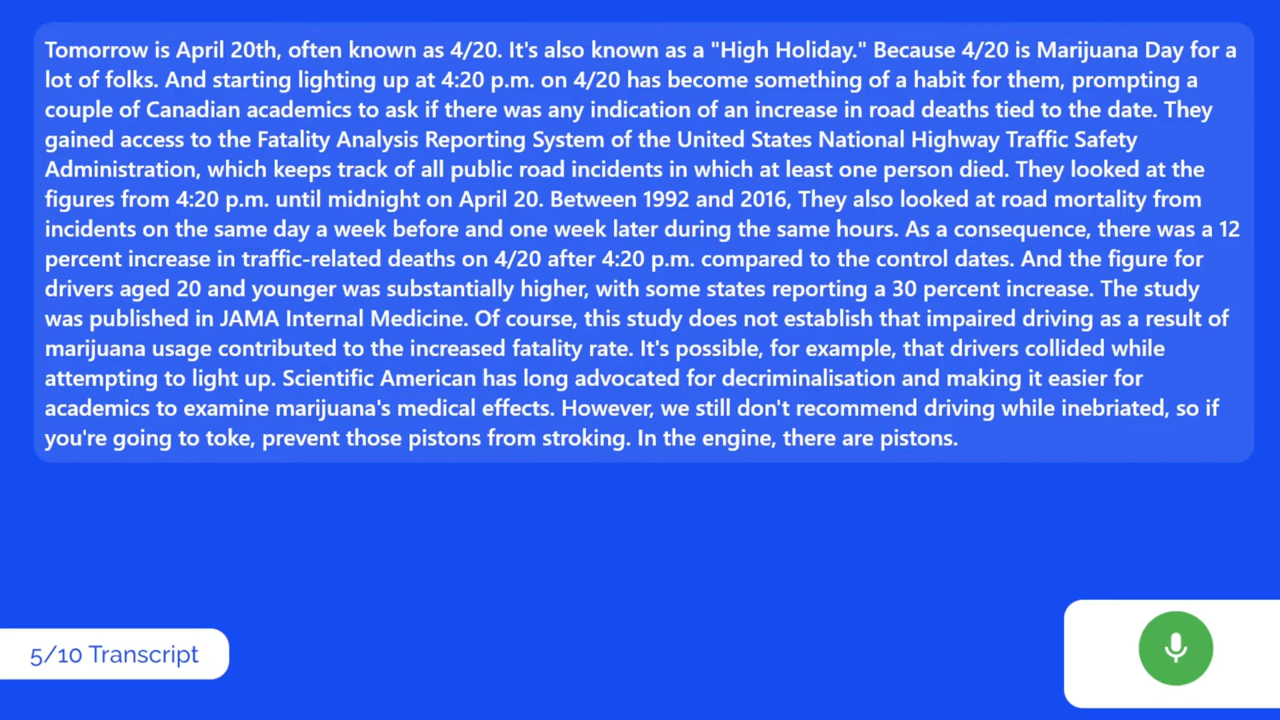 Tomorrow is April 20th, often known as 4/20. It's also known as a "High Holiday." Because 4/20 is Marijuana Day for a
lot of folks. And starting lighting up at 4:20 p.m. on 4/20 has become something of a habit for them, prompting a
couple of Canadian academics to ask if there was any indication of an increase in road deaths tied to the date. They
gained access to the Fatality Analysis Reporting System of the United States National Highway Traffic Safety
Administration, which keeps track of all public road incidents in which at least one person died. They looked at the
figures from 4:20 p.m. until midnight on April 20. Between 1992 and 2016, They also looked at road mortality from
incidents on the same day a week before and one week later during the same hours. As a consequence, there was a 12
percent increase in traffic-related deaths on 4/20 after 4:20 p.m. compared to the control dates. And the figure for
drivers aged 20 and younger was substantially higher, with some states reporting a 30 percent increase. The study
was published in JAMA Internal Medicine. Of course, this study does not establish that impaired driving as a result of
marijuana usage contributed to the increased fatality rate. It's possible, for example, that drivers collided while
attempting to light up. Scientific American has long advocated for decriminalisation and making it easier for
academics to examine marijuana's medical effects. However, we still don't recommend driving while inebriated, so if
you're going to toke, prevent those pistons from stroking. In the engine, there are pistons.
5/10 Transcript